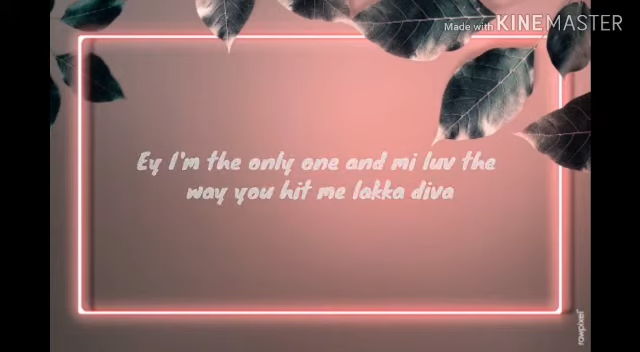 Made with KINEMASTER
Ey I'm the only one and mi luv the
way you hit me lakka diva
rawpixel